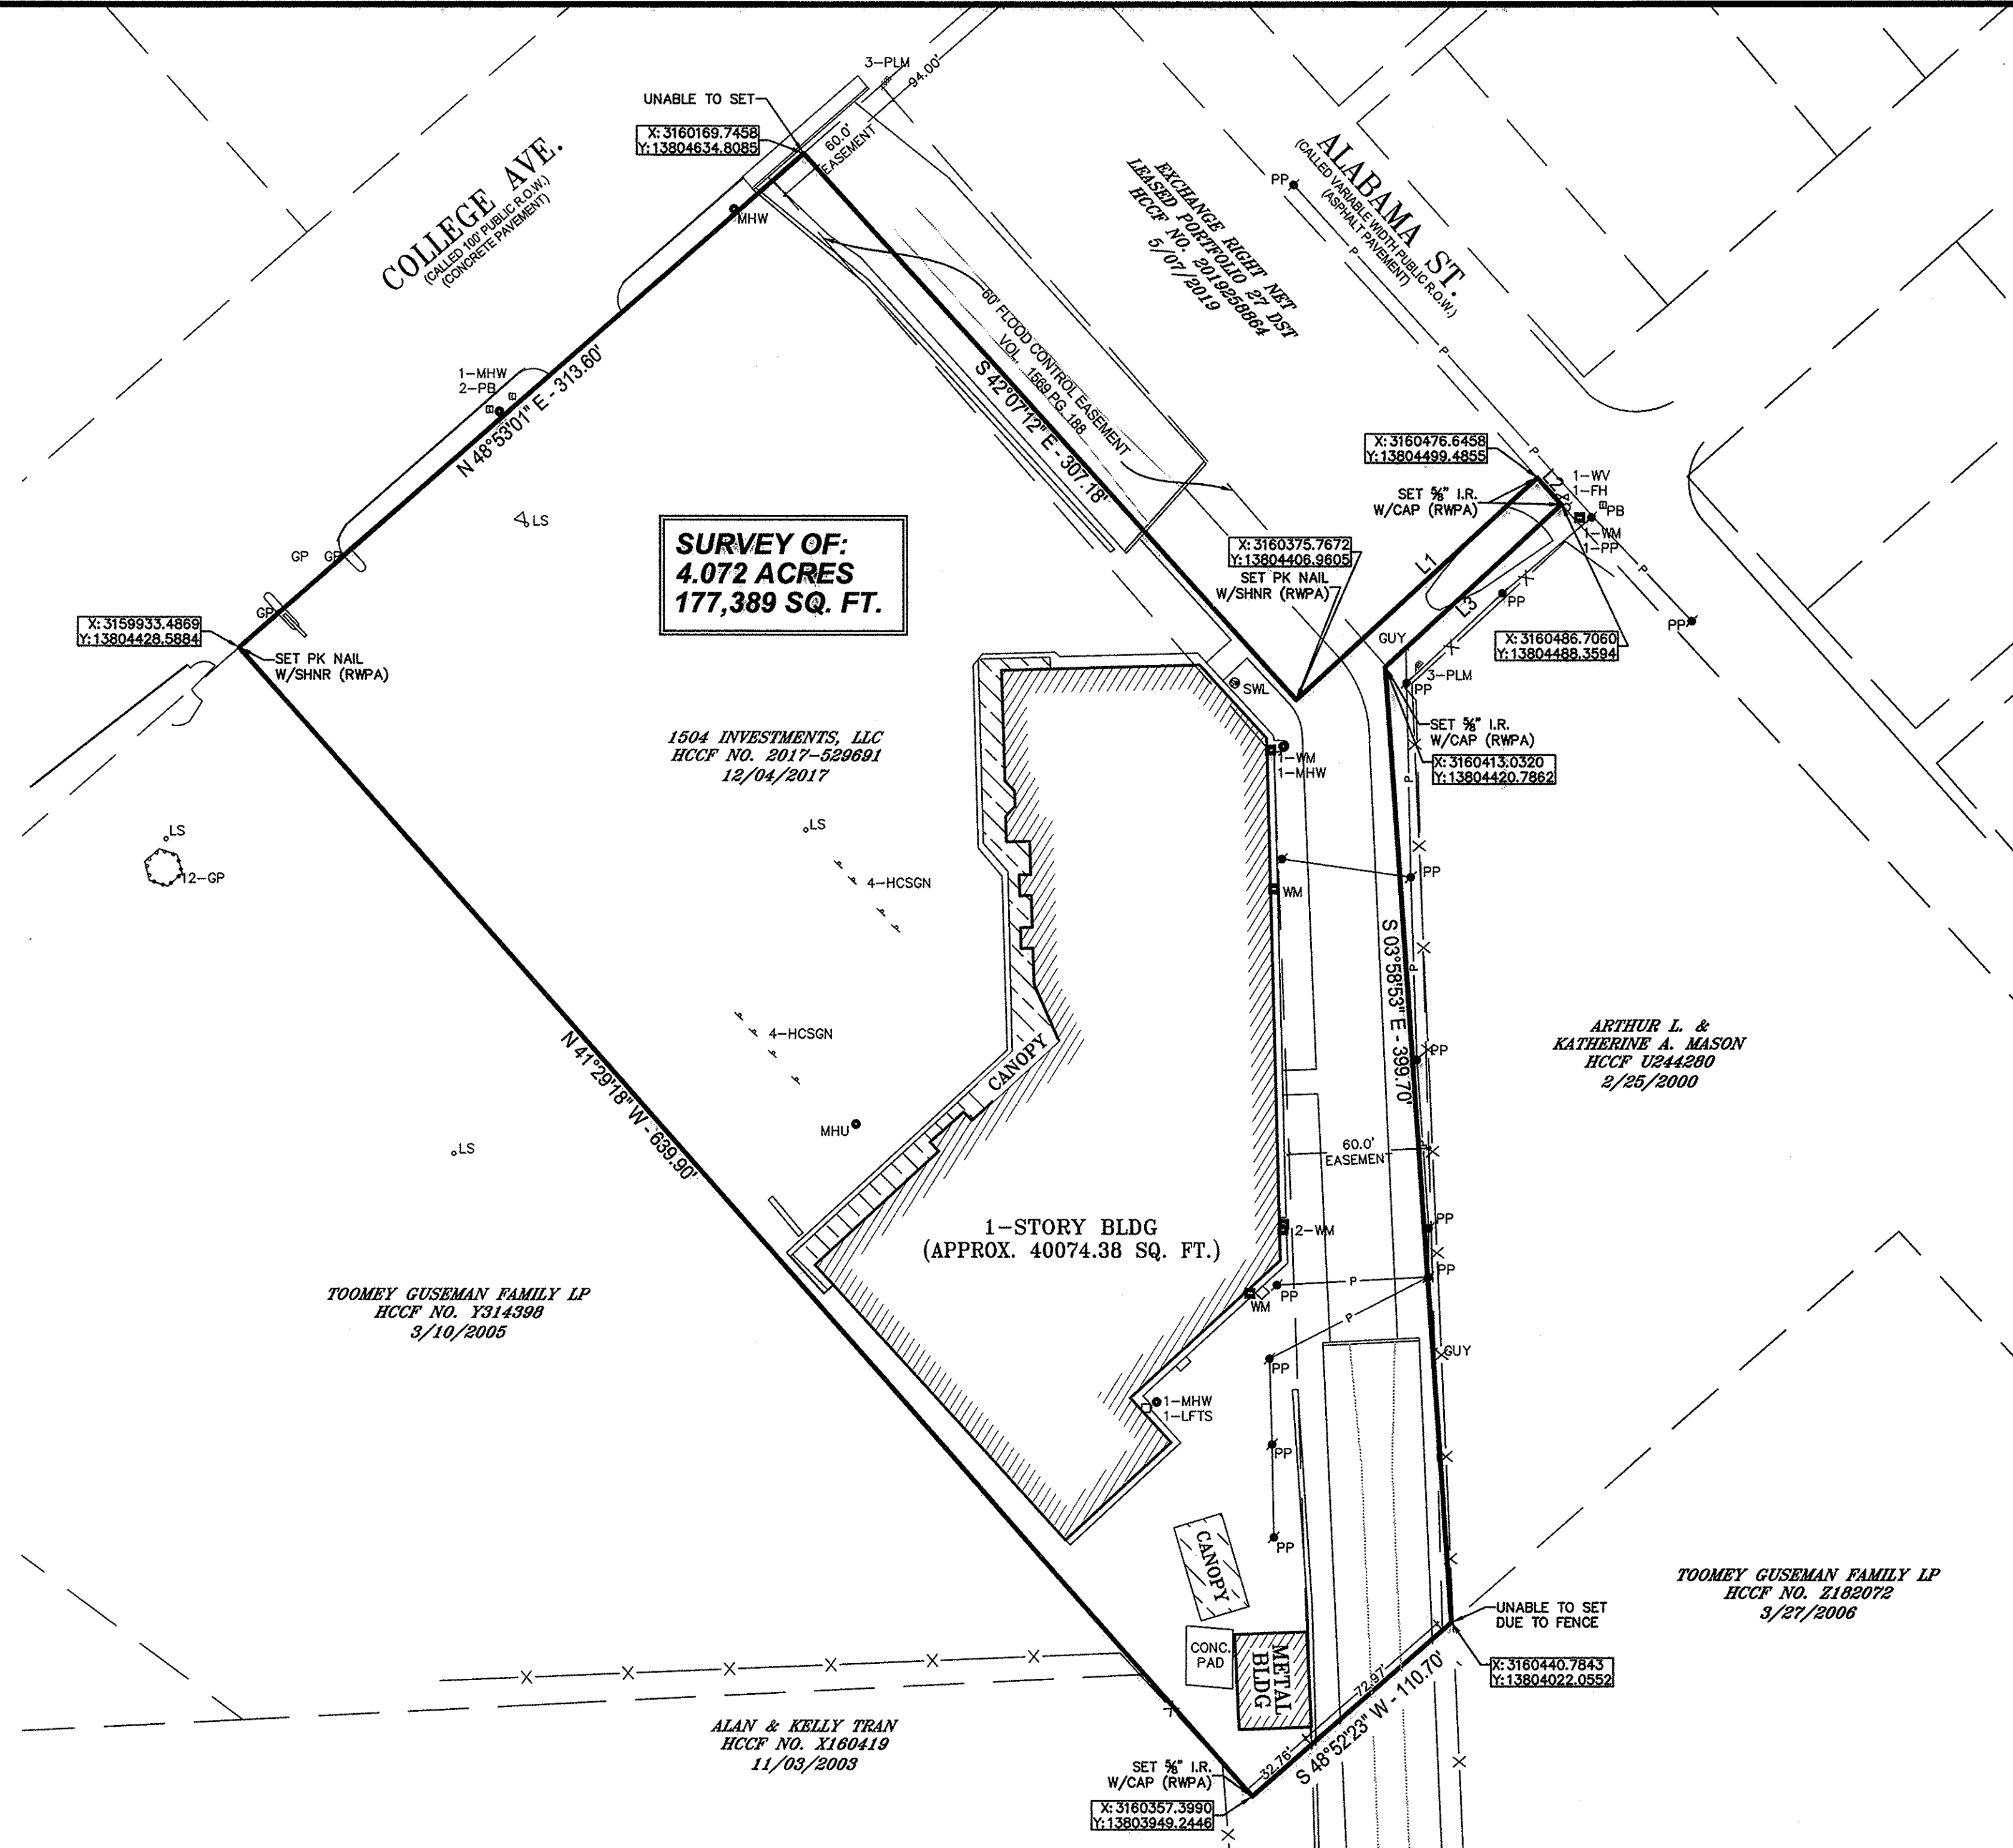 3-PLM
94.00'
UNABLE TO SET
X: 3160169.7458
Y: 13804634.8085
60.0'
EASEMENT
COLLEGE AVE.
(CALLED 100' PUBLIC R.O.W.)
(CONCRETE PAVEMENT)
MHW
EXCHANGE RIGHT NET
LEASED PORTFOLIO 27 DST
HCCF NO. 2019258864
5/07/2019
PP
ALABAMA ST.
(CALLED VARIABLE WIDTH PUBLIC R.O.W.)
(ASPHALT PAVEMENT)
P
P
P
P
60' FLOOD CONTROL EASEMENT
VOL. 1569 PG. 188
S 42°07'12" E - 307.18'
1-MHW
2-PB
N 48°53'01" E - 313.60'
X: 3160476.6458
Y: 13804499.4855
SET ⅝" I.R.
W/CAP (RWPA)
L2
1-WV
1-FH
PB
1-WM
1-PP
LS
GP
GP
GP
SURVEY OF:
4.072 ACRES
177,389 SQ. FT.
X: 3160375.7672
Y: 13804406.9605
SET PK NAIL
W/SHNR (RWPA)
L1
L3
PP
PP
X: 3159933.4869
Y: 13804428.5884
SET PK NAIL
W/SHNR (RWPA)
GUY
X: 3160486.7060
Y: 13804488.3594
3-PLM
PP
SWL
SET ⅝" I.R.
W/CAP (RWPA)
X: 3160413.0320
Y: 13804420.7862
1504 INVESTMENTS, LLC
HCCF NO. 2017-529691
12/04/2017
1-WM
1-MHW
P
LS
LS
12-GP
4-HCSGN
PP
WM
S 03°58'53" E - 399.70'
P
4-HCSGN
CANOPY
PP
ARTHUR L. &
KATHERINE A. MASON
HCCF U244280
2/25/2000
N 41°29'18" W - 639.90'
MHU
LS
60.0'
EASEMEN
1-STORY BLDG
(APPROX. 40074.38 SQ. FT.)
2-WM
PP
PP
P
PP
WM
P
TOOMEY GUSEMAN FAMILY LP
HCCF NO. Y314398
3/10/2005
PP
GUY
1-MHW
1-LFTS
PP
PP
CANOPY
TOOMEY GUSEMAN FAMILY LP
HCCF NO. Z182072
3/27/2006
UNABLE TO SET
DUE TO FENCE
CONC.
PAD
METAL
BLDG
X: 3160440.7843
Y: 13804022.0552
72.97'
S 48°52'23" W - 110.70'
32.76'
ALAN & KELLY TRAN
HCCF NO. X160419
11/03/2003
SET ⅝" I.R.
W/CAP (RWPA)
X: 3160357.3990
Y: 13803949.2446